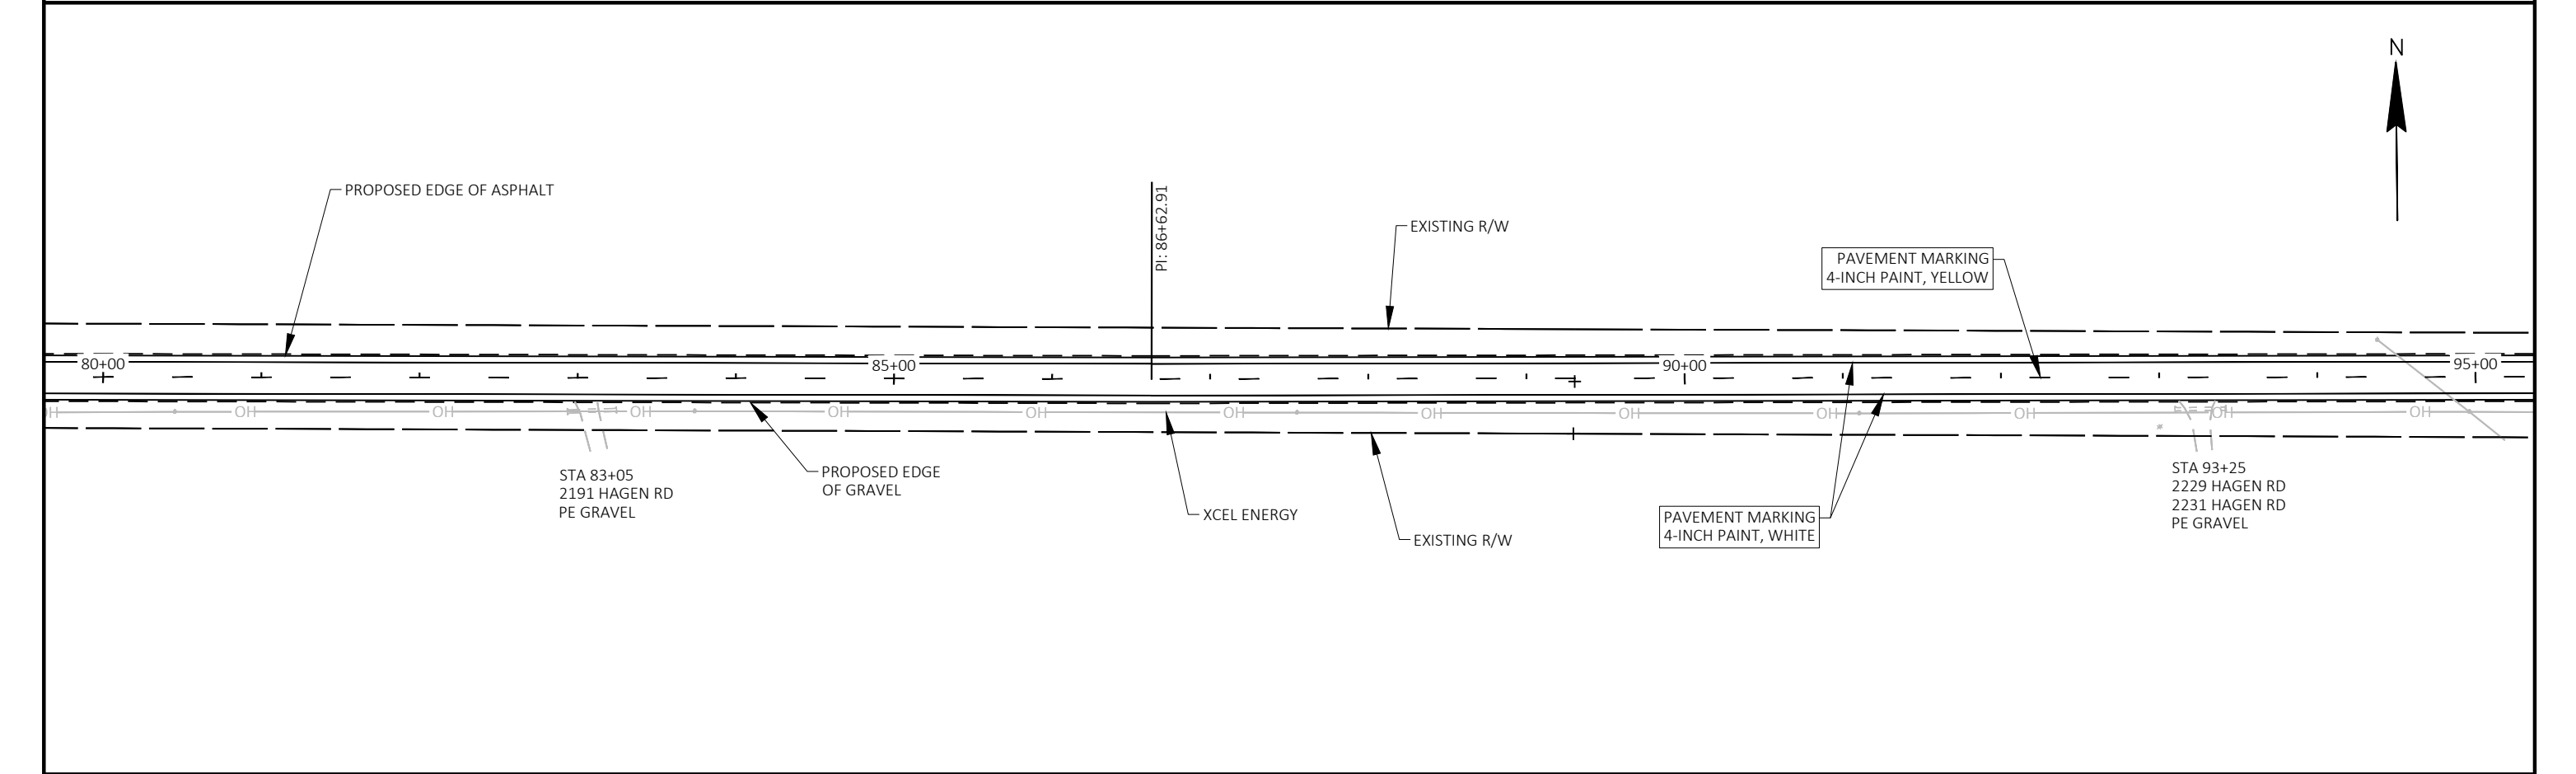 N
PROPOSED EDGE OF ASPHALT
PI: 86+62.91
EXISTING R/W
PAVEMENT MARKING
4-INCH PAINT, YELLOW
80+00
85+00
90+00
95+00
OH
OH
OH
OH
OH
OH
OH
OH
OH
OH
OH
OH
OH
STA 83+05
2191 HAGEN RD
PE GRAVEL
PROPOSED EDGE
OF GRAVEL
XCEL ENERGY
EXISTING R/W
PAVEMENT MARKING
4-INCH PAINT, WHITE
STA 93+25
2229 HAGEN RD
2231 HAGEN RD
PE GRAVEL